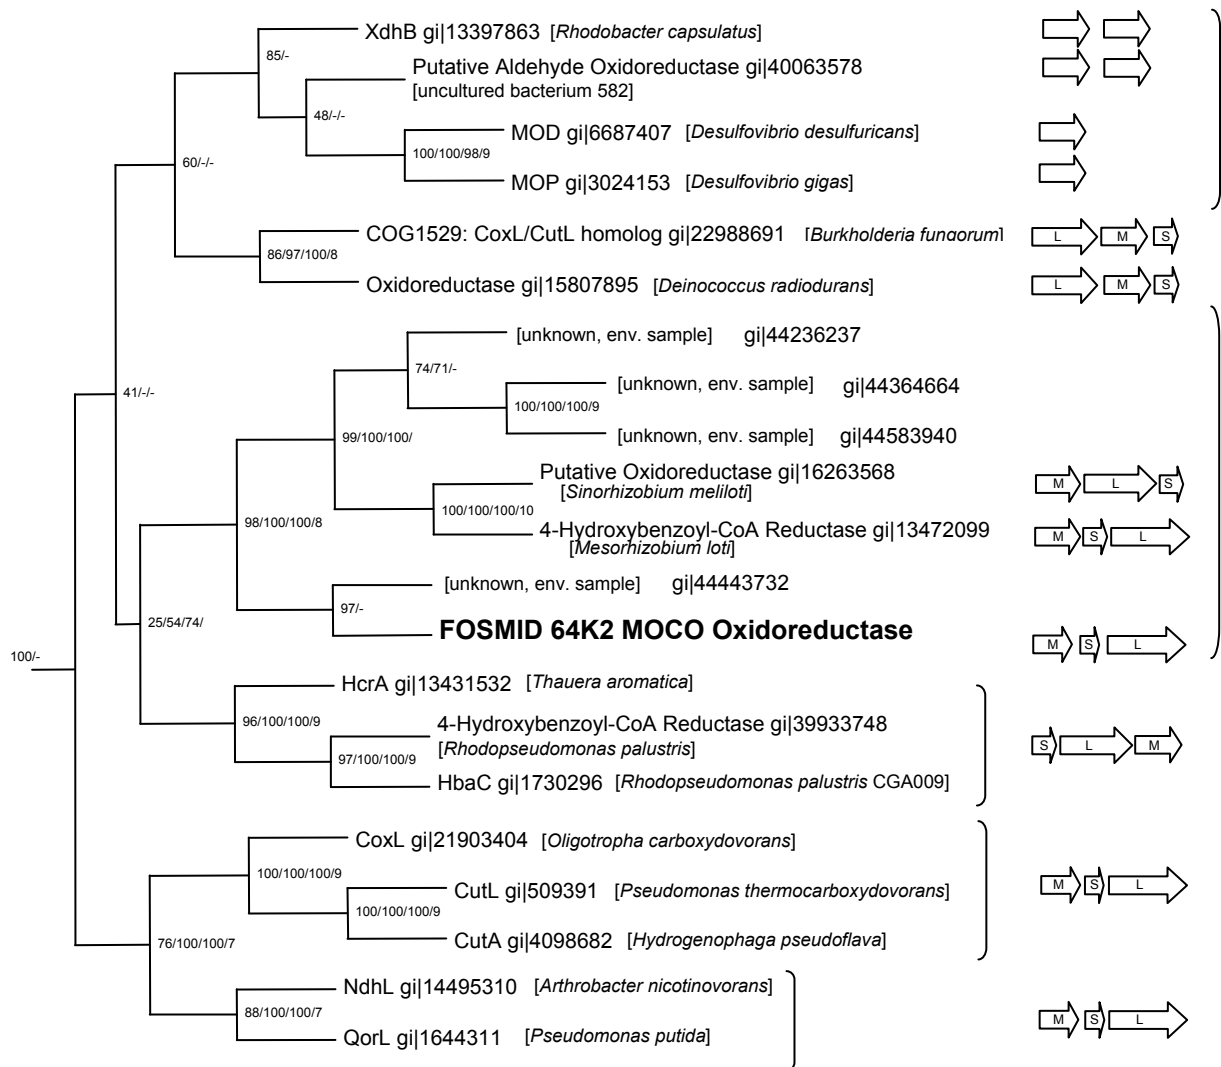 XdhB gi|13397863 [Rhodobacter capsulatus]
85/-
Putative Aldehyde Oxidoreductase gi|40063578
[uncultured bacterium 582]
48/-/-
MOD gi|6687407 [Desulfovibrio desulfuricans]
100/100/98/9
60/-/-
MOP gi|3024153 [Desulfovibrio gigas]
COG1529: CoxL/CutL homolog gi|22988691 [Burkholderia fungorum]
L M S
86/97/100/8
Oxidoreductase gi|15807895 [Deinococcus radiodurans]
L M S
[unknown, env. sample] gi|44236237
74/71/-
41/-/-
[unknown, env. sample] gi|44364664
100/100/100/9
[unknown, env. sample] gi|44583940
99/100/100/
Putative Oxidoreductase gi|16263568
[Sinorhizobium meliloti]
M L S
100/100/100/10
98/100/100/8
4-Hydroxybenzoyl-CoA Reductase gi|13472099
[Mesorhizobium loti]
M S L
[unknown, env. sample] gi|44443732
97/-
25/54/74/
FOSMID 64K2 MOCO Oxidoreductase
M S L
100/-
HcrA gi|13431532 [Thauera aromatica]
96/100/100/9
4-Hydroxybenzoyl-CoA Reductase gi|39933748
[Rhodopseudomonas palustris]
S L M
97/100/100/9
HbaC gi|1730296 [Rhodopseudomonas palustris CGA009]
CoxL gi|21903404 [Oligotropha carboxydovorans]
100/100/100/9
CutL gi|509391 [Pseudomonas thermocarboxydovorans]
M S L
100/100/100/9
CutA gi|4098682 [Hydrogenophaga pseudoflava]
76/100/100/7
NdhL gi|14495310 [Arthrobacter nicotinovorans]
88/100/100/7
M S L
QorL gi|1644311 [Pseudomonas putida]